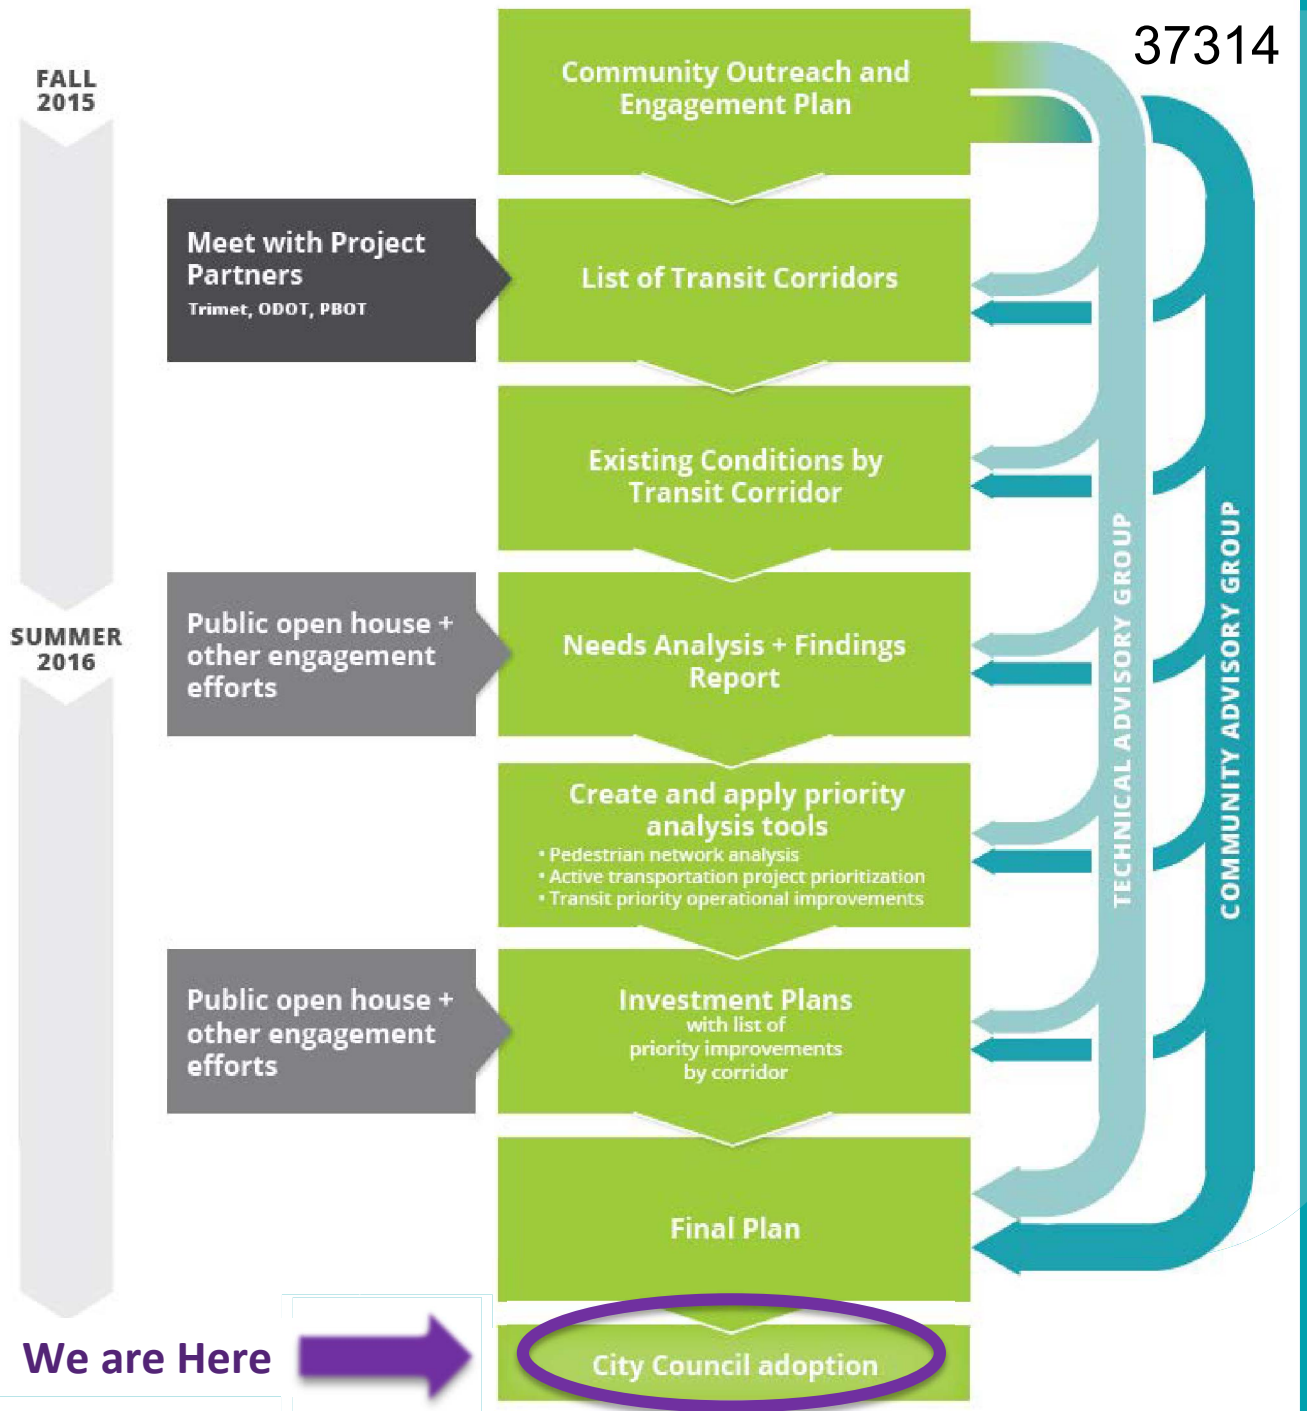 37314
FALL
2015
Community Outreach and
Engagement Plan
Meet with Project
Partners
Trimet, ODOT, PBOT
List of Transit Corridors
Existing Conditions by
Transit Corridor
SUMMER
2016
Public open house +
other engagement
efforts
Needs Analysis + Findings
Report
Create and apply priority
analysis tools
• Pedestrian network analysis
• Active transportation project prioritization
• Transit priority operational improvements
Public open house +
other engagement
efforts
Investment Plans
with list of
priority improvements
by corridor
Final Plan
We are Here
City Council adoption
TECHNICAL ADVISORY GROUP
COMMUNITY ADVISORY GROUP